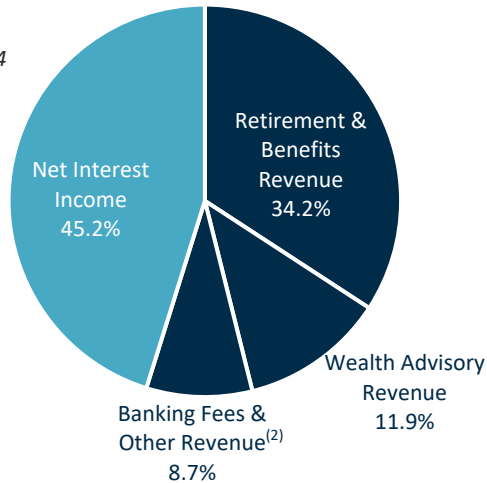 4
Retirement &
Benefits
Revenue
34.2%
Net Interest
Income
45.2%
Wealth Advisory
Revenue
11.9%
Banking Fees &
Other Revenue(2)
8.7%